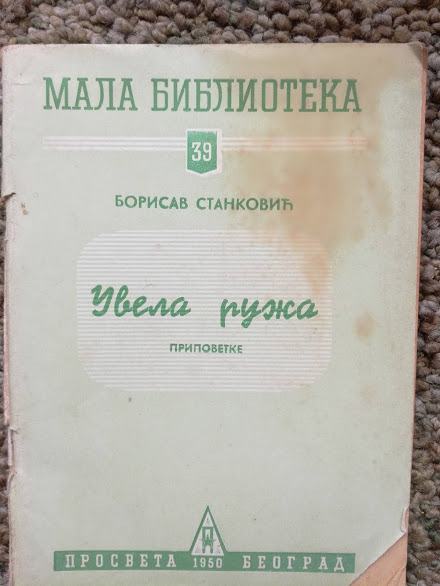 МАЛА БИБЛИОТЕКА
39
БОРИСАВ СТАНКОВИЋ
Увела ружа
ПРИПОВЕТКЕ
ПРОСВЕТА 1950 БЕОГРАД